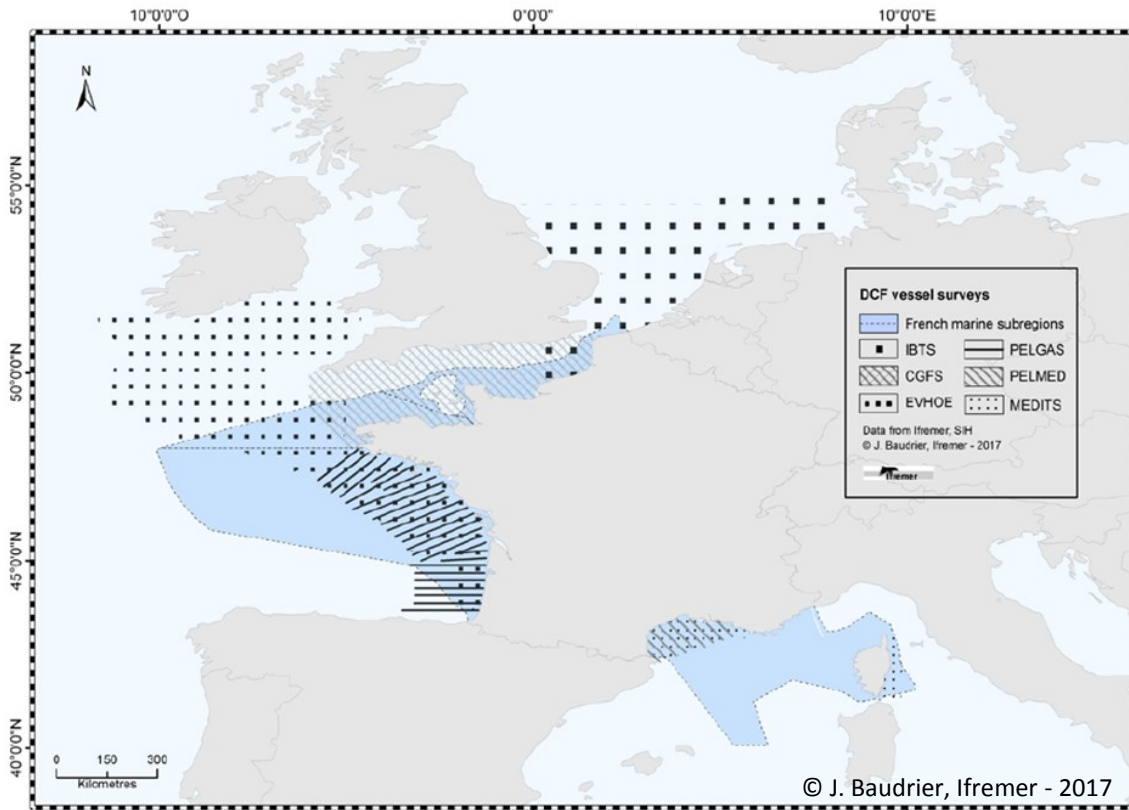 10°0'0"O 0°0'0" 10°0'0"E
N
55°0'0"N
50°0'0"N
45°0'0"N
40°0'0"N
DCF vessel surveys
French marine subregions
IBTS PELGAS
CGFS PELMED
EVHOE MEDITS
Data from Ifremer, SIH
© J. Baudrier, Ifremer - 2017
Ifremer
0 150 300
Kilometres
© J. Baudrier, Ifremer - 2017